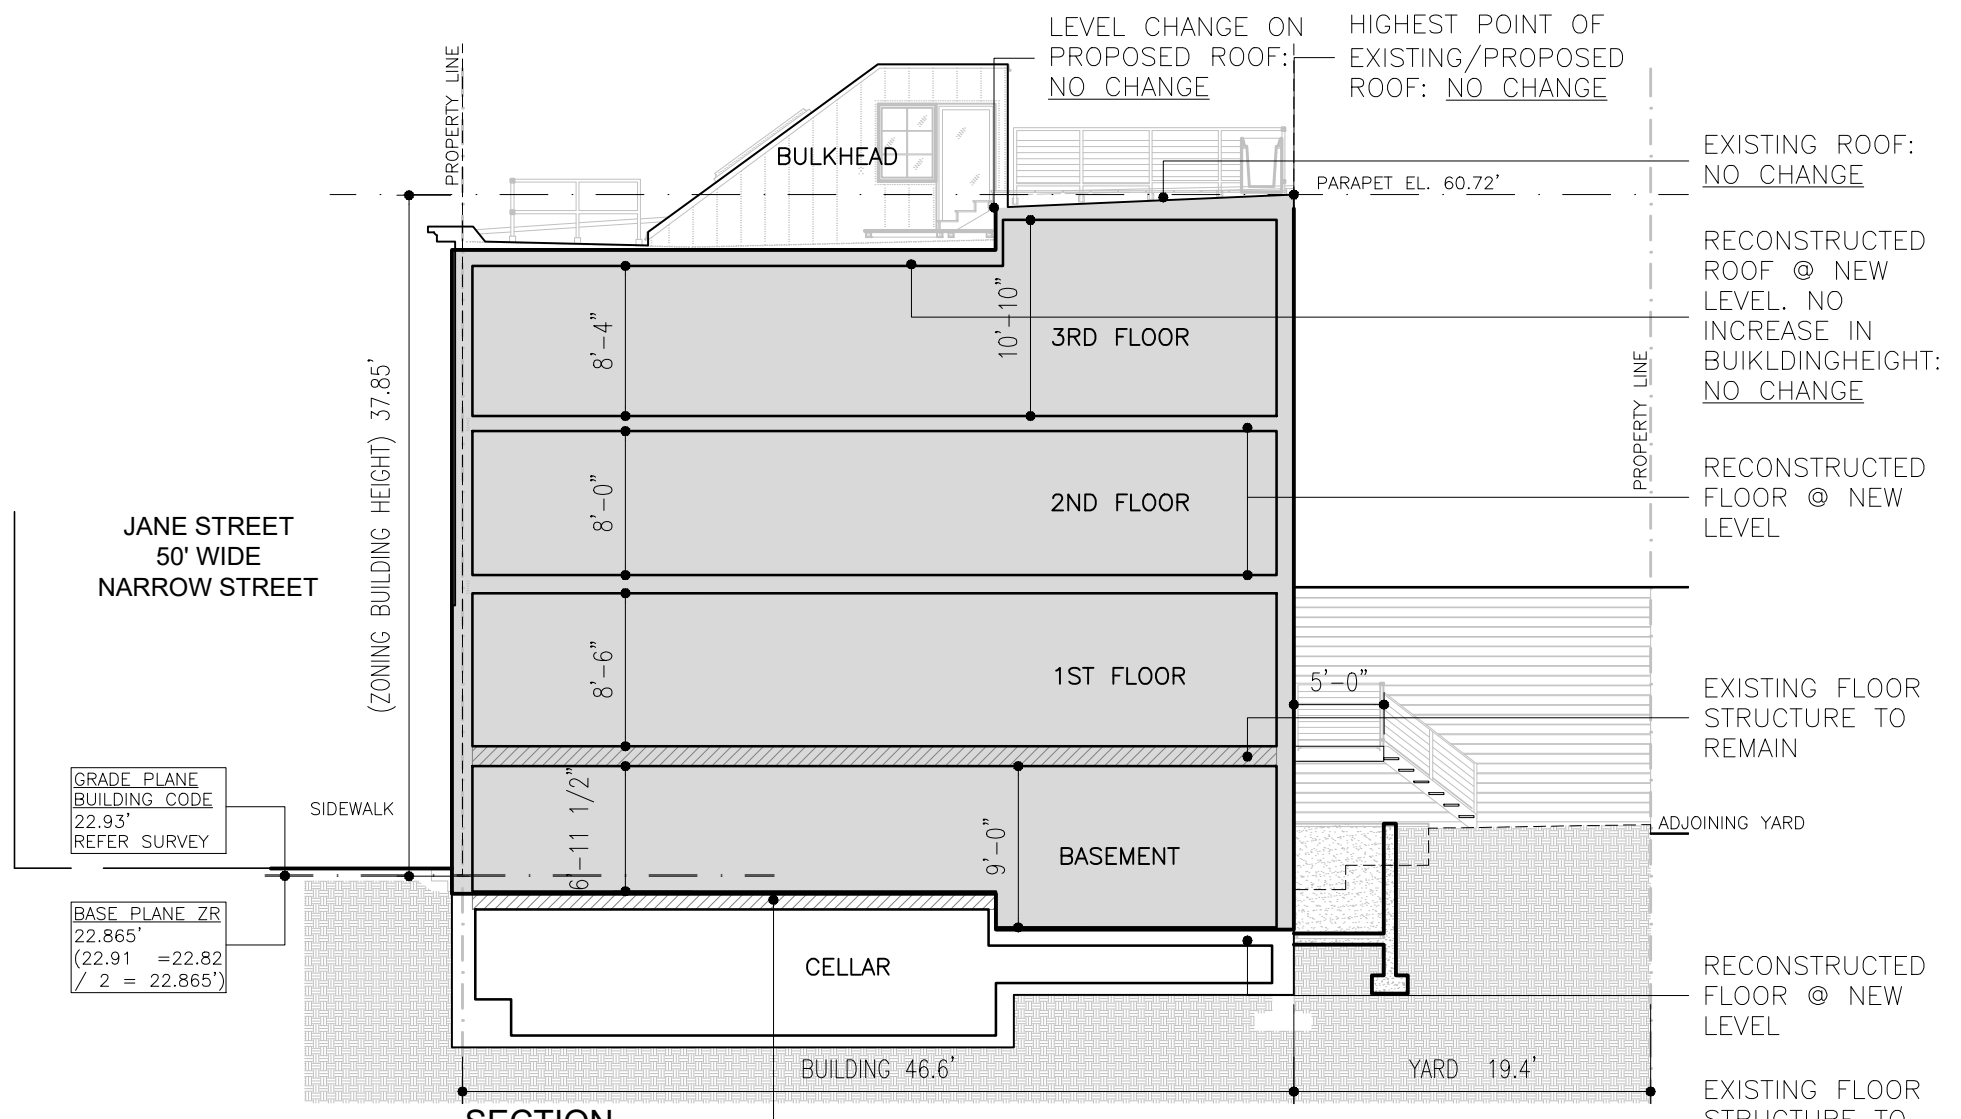 LEVEL CHANGE ON
PROPOSED ROOF:
NO CHANGE
HIGHEST POINT OF
EXISTING/PROPOSED
ROOF: NO CHANGE
PROPERTY LINE
BULKHEAD
PARAPET EL. 60.72'
EXISTING ROOF:
NO CHANGE
RECONSTRUCTED
ROOF @ NEW
LEVEL. NO
INCREASE IN
BUIKLDINGHEIGHT:
NO CHANGE
8'-4"
10'-10"
3RD FLOOR
(ZONING BUILDING HEIGHT) 37.85'
PROPERTY LINE
RECONSTRUCTED
FLOOR @ NEW
LEVEL
8'-0"
2ND FLOOR
JANE STREET
50' WIDE
NARROW STREET
8'-6"
1ST FLOOR
5'-0"
EXISTING FLOOR
STRUCTURE TO
REMAIN
GRADE PLANE
BUILDING CODE
22.93'
REFER SURVEY
SIDEWALK
6'-11 1/2"
9'-0"
BASEMENT
ADJOINING YARD
BASE PLANE ZR
22.865'
(22.91 =22.82
/ 2 = 22.865')
CELLAR
RECONSTRUCTED
FLOOR @ NEW
LEVEL
BUILDING 46.6'
YARD 19.4'
EXISTING FLOOR
STRUCTURE TO
SECTION